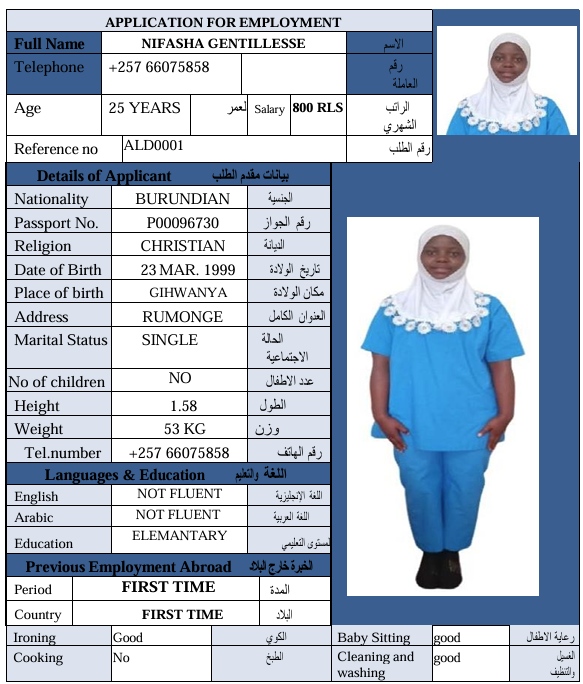 APPLICATION FOR EMPLOYMENT
Full Name NIFASHA GENTILLESSE الاسم
Telephone +257 66075858 رقم
العاملة
Age 25 YEARS لعمر Salary 800 RLS الراتب
الشهري
Reference no ALD0001 رقم الطلب
Details of Applicant بيانات مقدم الطلب
Nationality BURUNDIAN الجنسية
Passport No. P00096730 رقم الجواز
Religion CHRISTIAN الديانة
Date of Birth 23 MAR. 1999 تاريخ الولادة
Place of birth GIHWANYA مكان الولادة
Address RUMONGE العنوان الكامل
Marital Status SINGLE الحالة
الاجتماعية
No of children NO عدد الاطفال
Height 1.58 الطول
Weight 53 KG وزن
Tel.number +257 66075858 رقم الهاتف
Languages & Education اللغة والتعليم
English NOT FLUENT اللغة الإنجليزية
Arabic NOT FLUENT اللغة العربية
Education ELEMANTARY لمستوى التعليمي
Previous Employment Abroad الخبرة خارج البلاد
Period FIRST TIME المدة
Country FIRST TIME البلاد
Ironing Good الكوي Baby Sitting good رعاية الاطفال
Cooking No الطبخ Cleaning and good الغسيل
washing والتنظيف